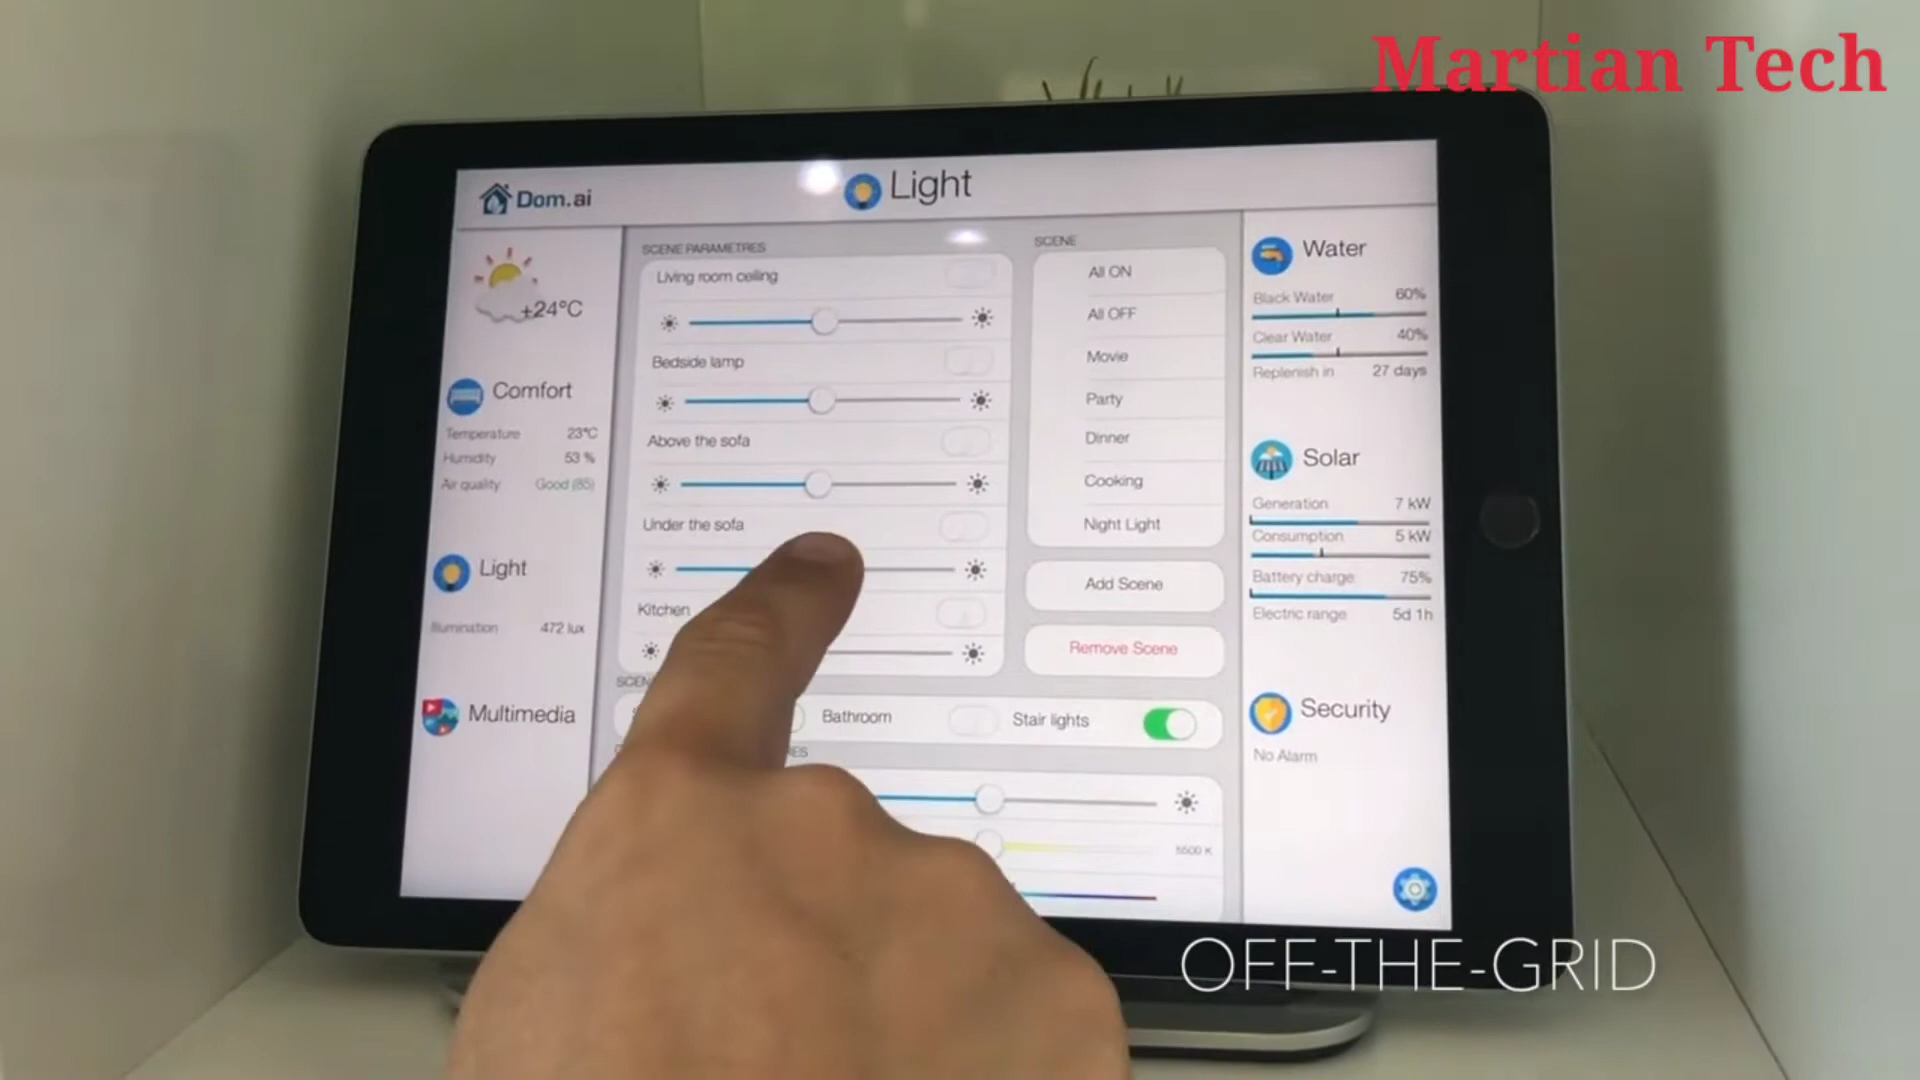 Martian Tech
Dom.ai
Light
+24°C
Comfort
Temperature 23°C
Humidity 53 %
Air quality Good (85)
Light
Illumination 472 lux
Multimedia
SCENE PARAMETRES
Living room ceiling
Bedside lamp
Above the sofa
Under the sofa
Kitchen
Bathroom
Stair lights
5500 K
SCENE
All ON
All OFF
Movie
Party
Dinner
Cooking
Night Light
Add Scene
Remove Scene
Water
Black Water 60%
Clear Water 40%
Replenish in 27 days
Solar
Generation 7 kW
Consumption 5 kW
Battery charge 75%
Electric range 5d 1h
Security
No Alarm
OFF-THE-GRID